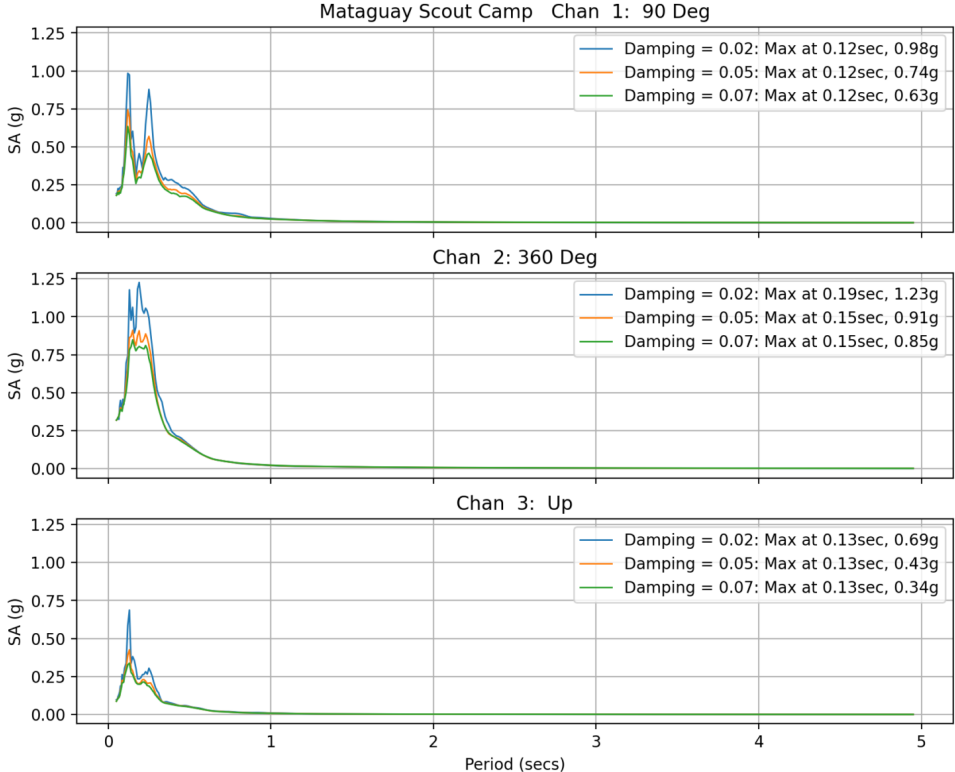 Mataguay Scout Camp   Chan  1:  90 Deg
1.25
1.00
0.75
0.50
0.25
0.00
SA (g)
Damping = 0.02: Max at 0.12sec, 0.98g
Damping = 0.05: Max at 0.12sec, 0.74g
Damping = 0.07: Max at 0.12sec, 0.63g
Chan  2: 360 Deg
1.25
1.00
0.75
0.50
0.25
0.00
SA (g)
Damping = 0.02: Max at 0.19sec, 1.23g
Damping = 0.05: Max at 0.15sec, 0.91g
Damping = 0.07: Max at 0.15sec, 0.85g
Chan  3:  Up
1.25
1.00
0.75
0.50
0.25
0.00
SA (g)
Damping = 0.02: Max at 0.13sec, 0.69g
Damping = 0.05: Max at 0.13sec, 0.43g
Damping = 0.07: Max at 0.13sec, 0.34g
0 1 2 3 4 5
Period (secs)